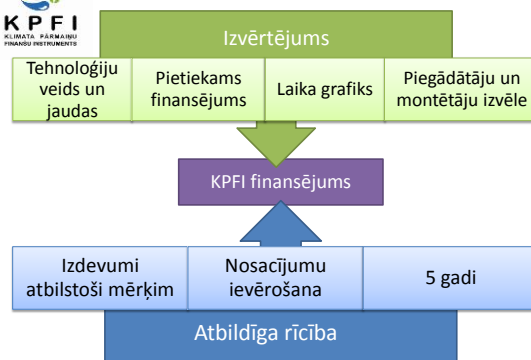 KPFI
KLIMATA PĀRMAIŅU
FINANŠU INSTRUMENTS
Izvērtējums
Tehnoloģiju
veids un
jaudas
Pietiekams
finansējums
Laika grafiks
Piegādātāju un
montētāju izvēle
KPFI finansējums
Izdevumi
atbilstoši mērķim
Nosacījumu
ievērošana
5 gadi
Atbildīga rīcība